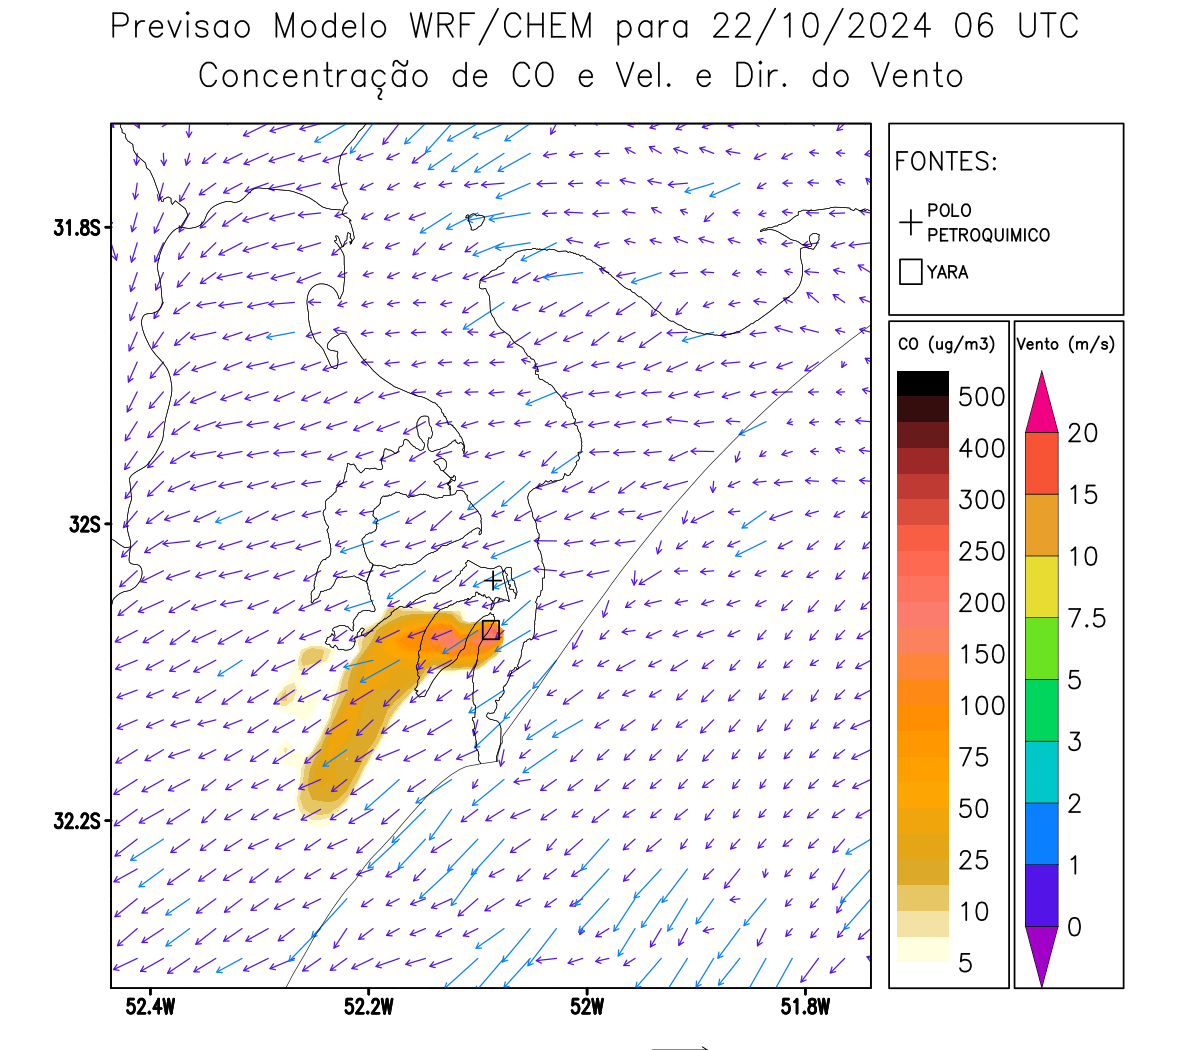 Previsao Modelo WRF/CHEM para 22/10/2024 06 UTC
Concentração de CO e Vel. e Dir. do Vento
FONTES:
POLO
PETROQUIMICO
YARA
CO (ug/m3)
500
400
300
250
200
150
100
75
50
25
10
5
Vento (m/s)
20
15
10
7.5
5
3
2
1
0
31.8S
32S
32.2S
52.4W
52.2W
52W
51.8W